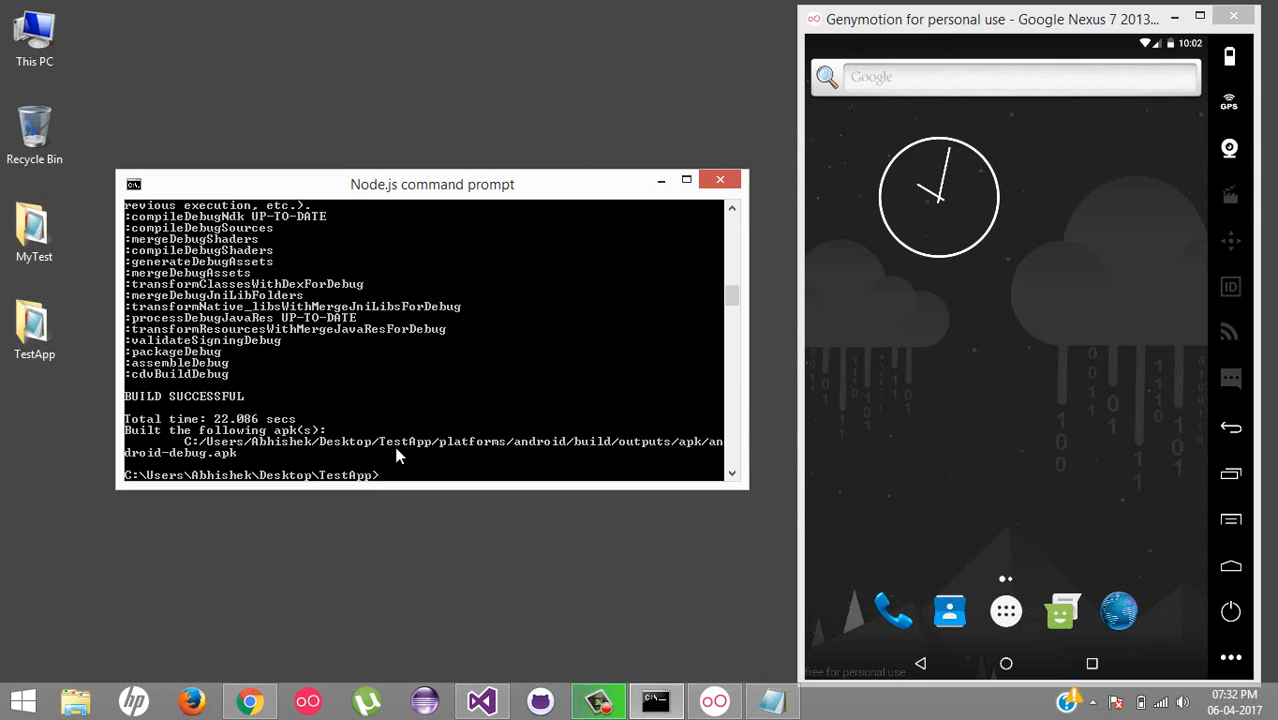 This PC
Recycle Bin
MyTest
TestApp
Node.js command prompt
C:\.
revious execution, etc.).
:compileDebugNdk UP-TO-DATE
:compileDebugSources
:mergeDebugShaders
:compileDebugShaders
:generateDebugAssets
:mergeDebugAssets
:transformClassesWithDexForDebug
:mergeDebugJniLibFolders
:transformNative_libsWithMergeJniLibsForDebug
:processDebugJavaRes UP-TO-DATE
:transformResourcesWithMergeJavaResForDebug
:validateSigningDebug
:packageDebug
:assembleDebug
:cdvBuildDebug
BUILD SUCCESSFUL
Total time: 22.086 secs
Built the following apk(s):
C:/Users/Abhishek/Desktop/TestApp/platforms/android/build/outputs/apk/an
droid-debug.apk
C:\Users\Abhishek\Desktop\TestApp>
Genymotion for personal use - Google Nexus 7 2013...
10:02
Google
GPS
ID
free for personal use
07:32 PM
06-04-2017